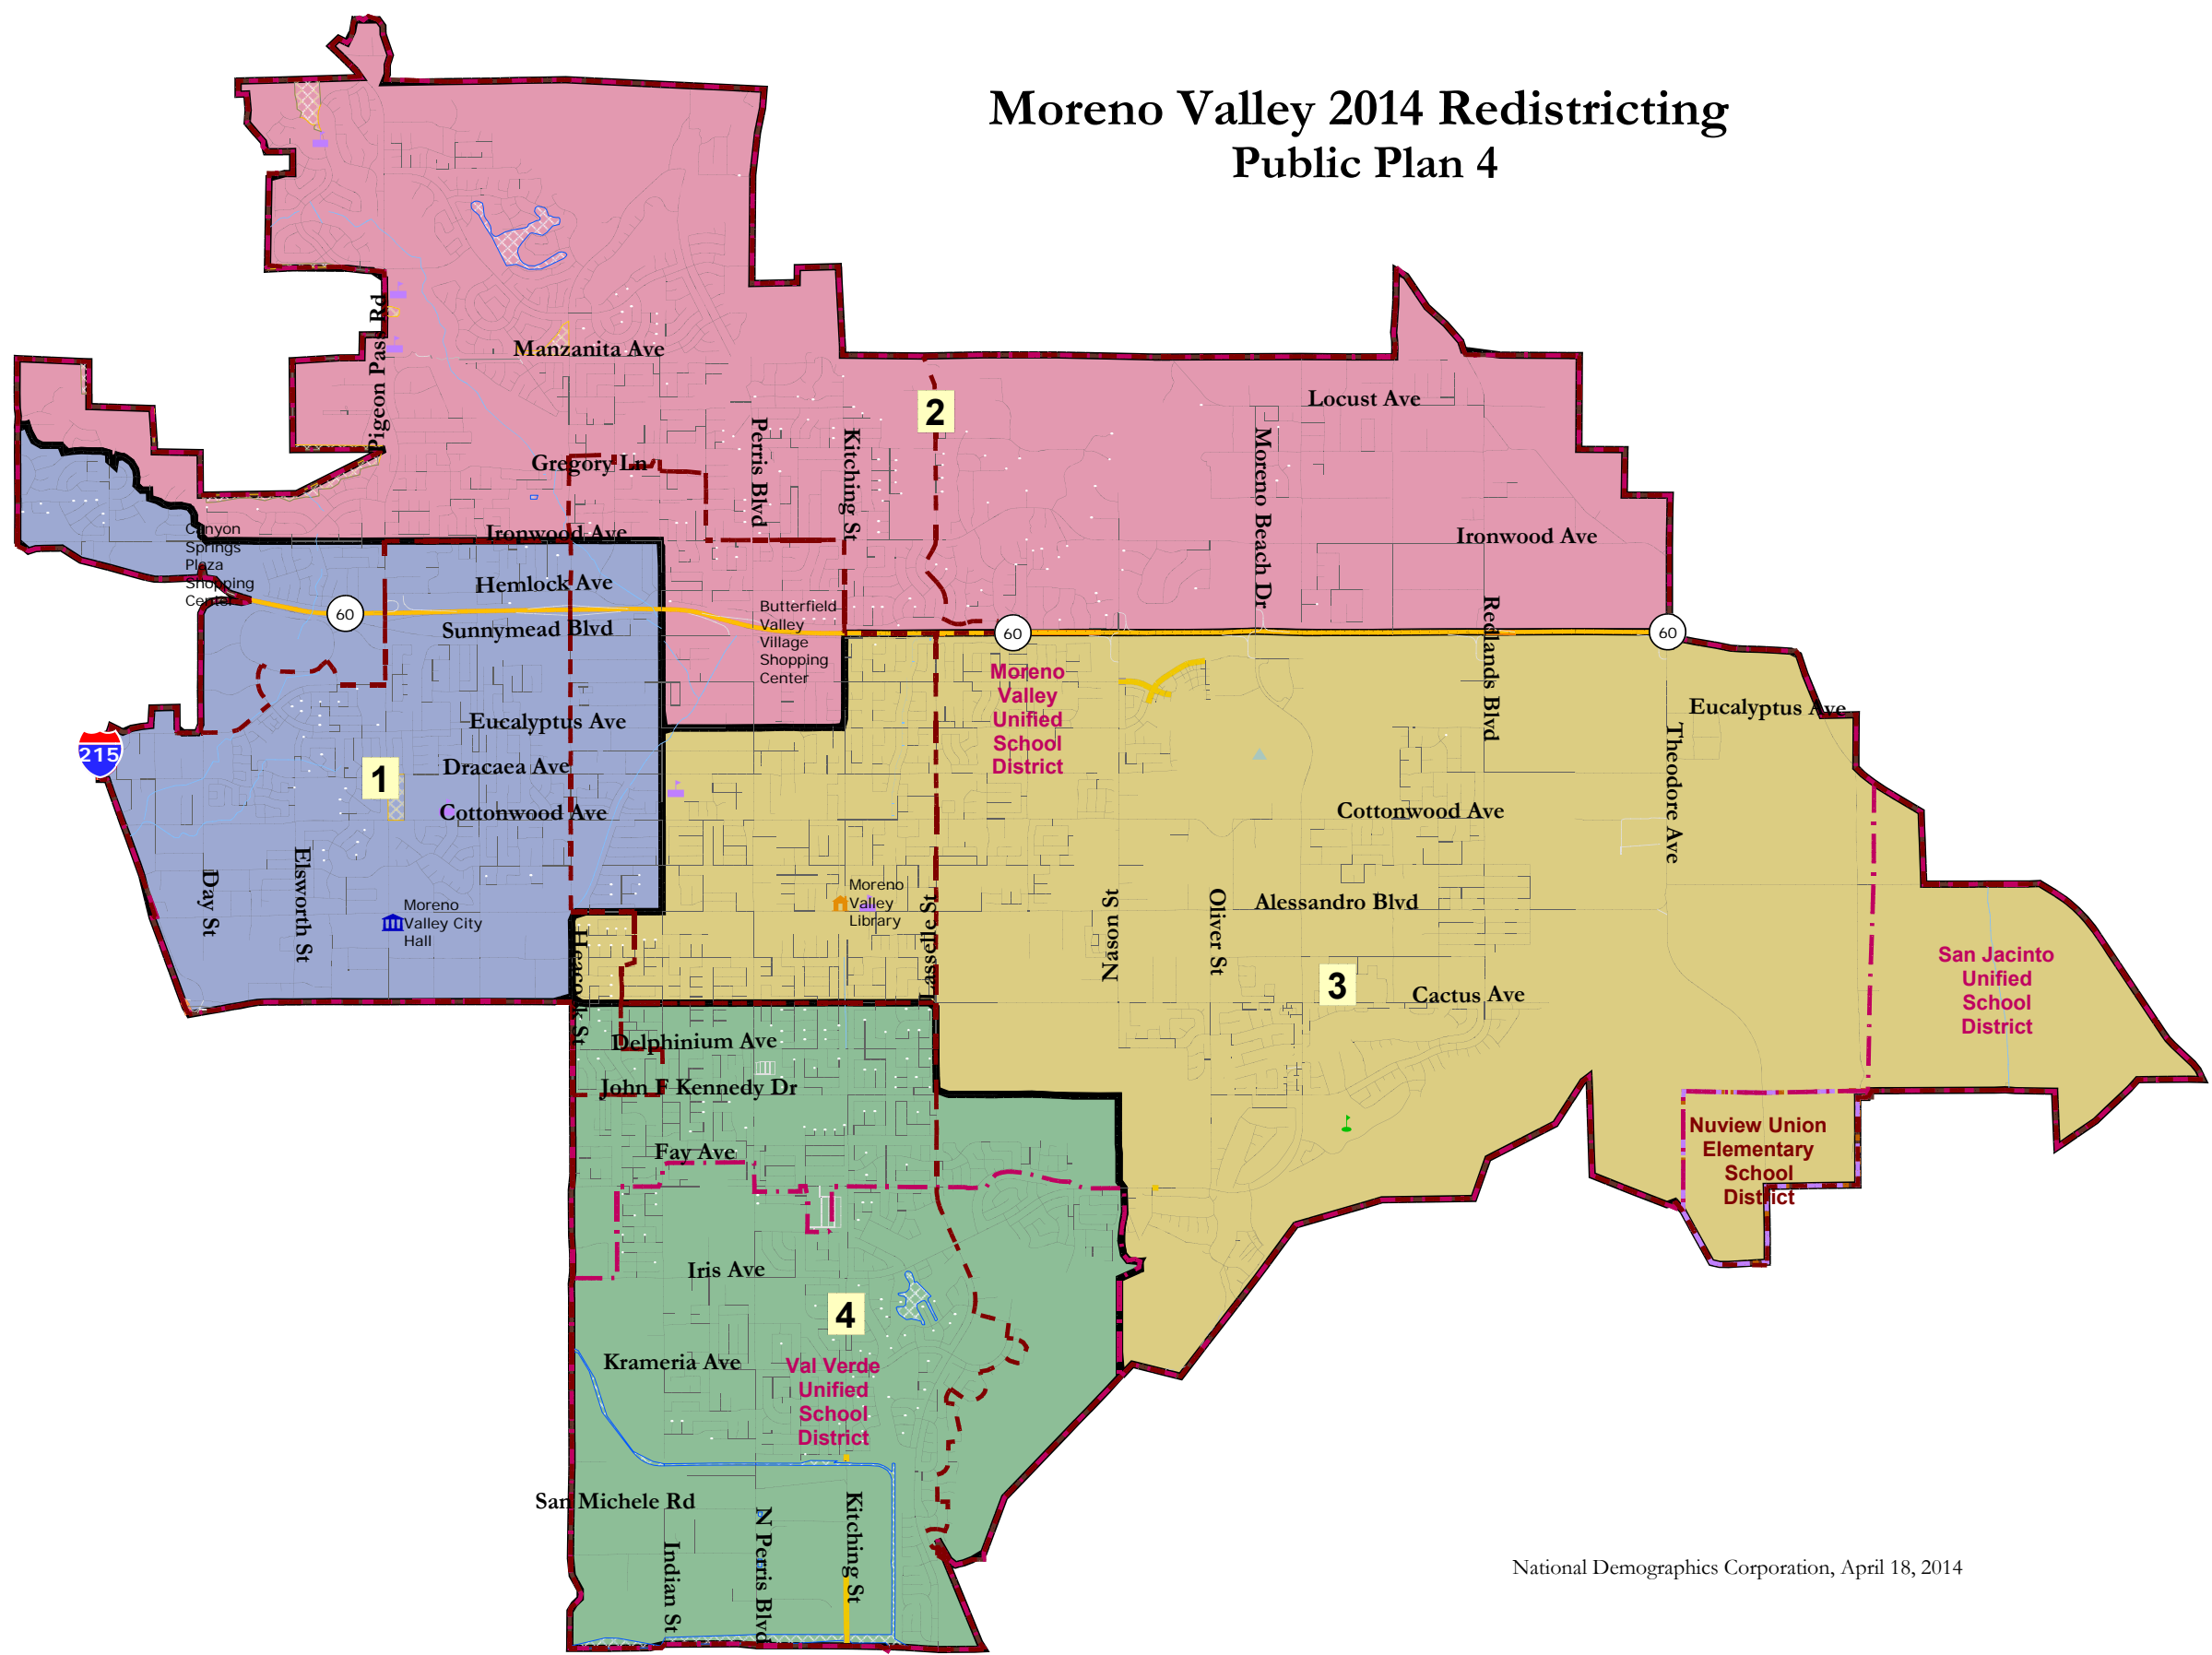 Moreno Valley 2014 Redistricting
Public Plan 4
Pigeon Pass Rd
Manzanita Ave
2
Locust Ave
Perris Blvd
Kitching St
Moreno Beach Dr
Gregory Ln
Ironwood Ave
Ironwood Ave
Canyon
Springs
Plaza
Shopping
Center
Hemlock Ave
60
Sunnymead Blvd
Butterfield
Valley
Village
Shopping
Center
60
60
Redlands Blvd
Moreno
Valley
Unified
School
District
Eucalyptus Ave
Eucalyptus Ave
Theodore Ave
215
1
Dracaea Ave
Cottonwood Ave
Cottonwood Ave
Day St
Elsworth St
Moreno
Valley City
Hall
Moreno
Valley
Library
Heacock St
Lasselle St
Nason St
Oliver St
Alessandro Blvd
3
Cactus Ave
San Jacinto
Unified
School
District
Delphinium Ave
John F Kennedy Dr
Fay Ave
Nuview Union
Elementary
School
District
Iris Ave
4
Krameria Ave
Val Verde
Unified
School
District
San Michele Rd
Indian St
N Perris Blvd
Kitching St
National Demographics Corporation, April 18, 2014